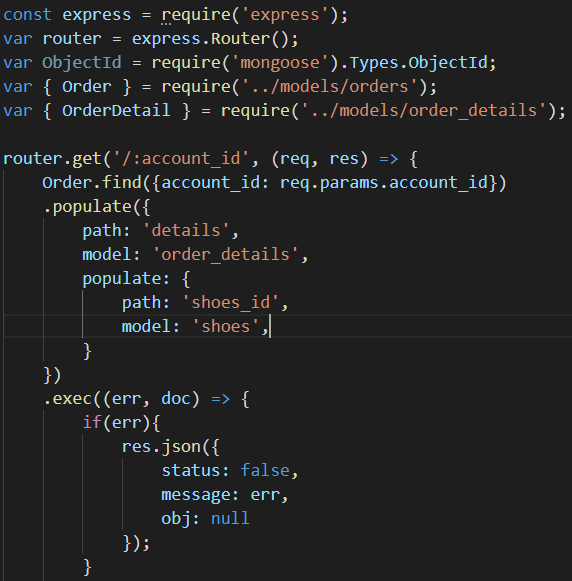 const express = require('express');
var router = express.Router();
var ObjectId = require('mongoose').Types.ObjectId;
var { Order } = require('../models/orders');
var { OrderDetail } = require('../models/order_details');
router.get('/:account_id', (req, res) => {
    Order.find({account_id: req.params.account_id})
    .populate({
        path: 'details',
        model: 'order_details',
        populate: {
            path: 'shoes_id',
            model: 'shoes',
        }
    })
    .exec((err, doc) => {
        if(err){
            res.json({
                status: false,
                message: err,
                obj: null
            });
        }